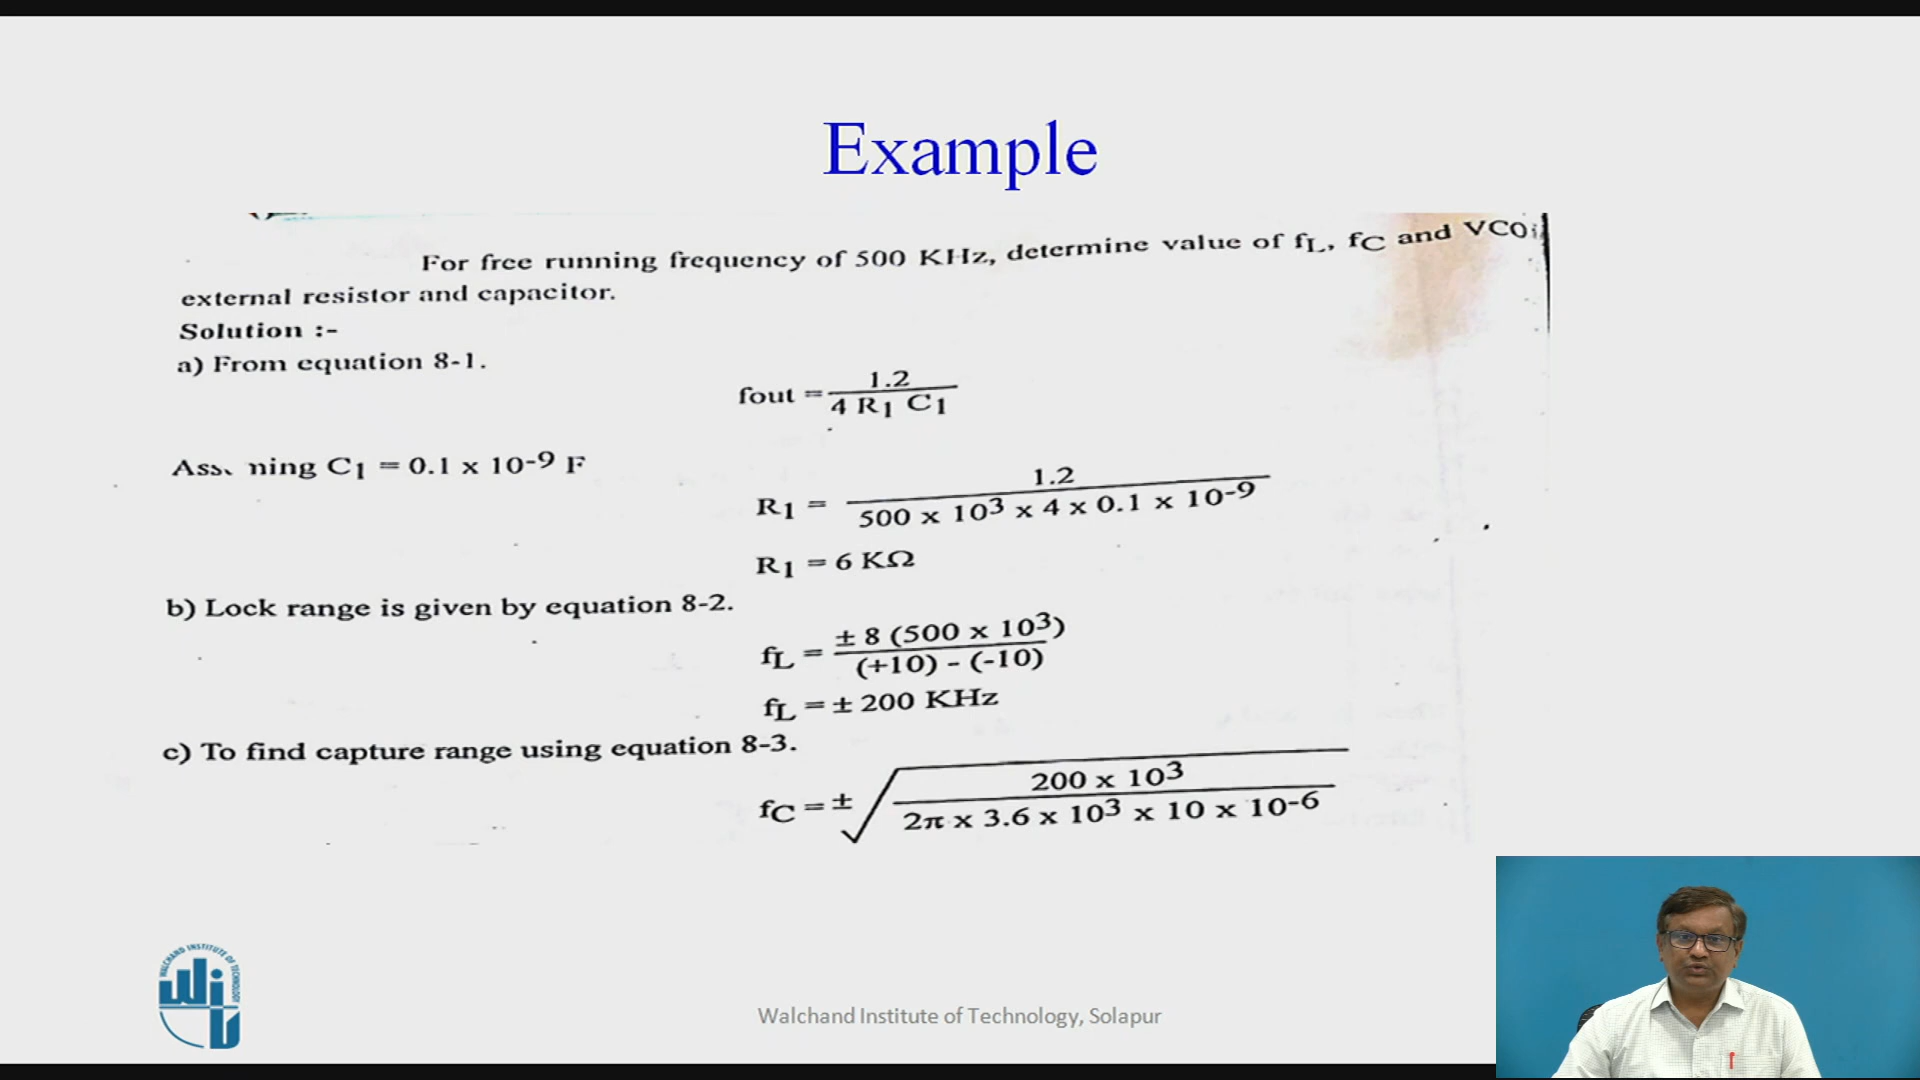 Example
For free running frequency of 500 KHz, determine value of fL, fC and VCO
external resistor and capacitor.
Solution :-
a) From equation 8-1.
fout = 1.2
4 R1 C1
C1 = 0.1 x 10-9 F
R1 = 1.2
500 x 103 x 4 x 0.1 x 10-9
R1 = 6 KΩ
b) Lock range is given by equation 8-2.
fL = ± 8 (500 x 103)
(+10) - (-10)
fL = ± 200 KHz
c) To find capture range using equation 8-3.
fC = ± √ 200 x 103
2π x 3.6 x 103 x 10 x 10-6
WALCHAND INSTITUTE OF TECHNOLOGY
Walchand Institute of Technology, Solapur